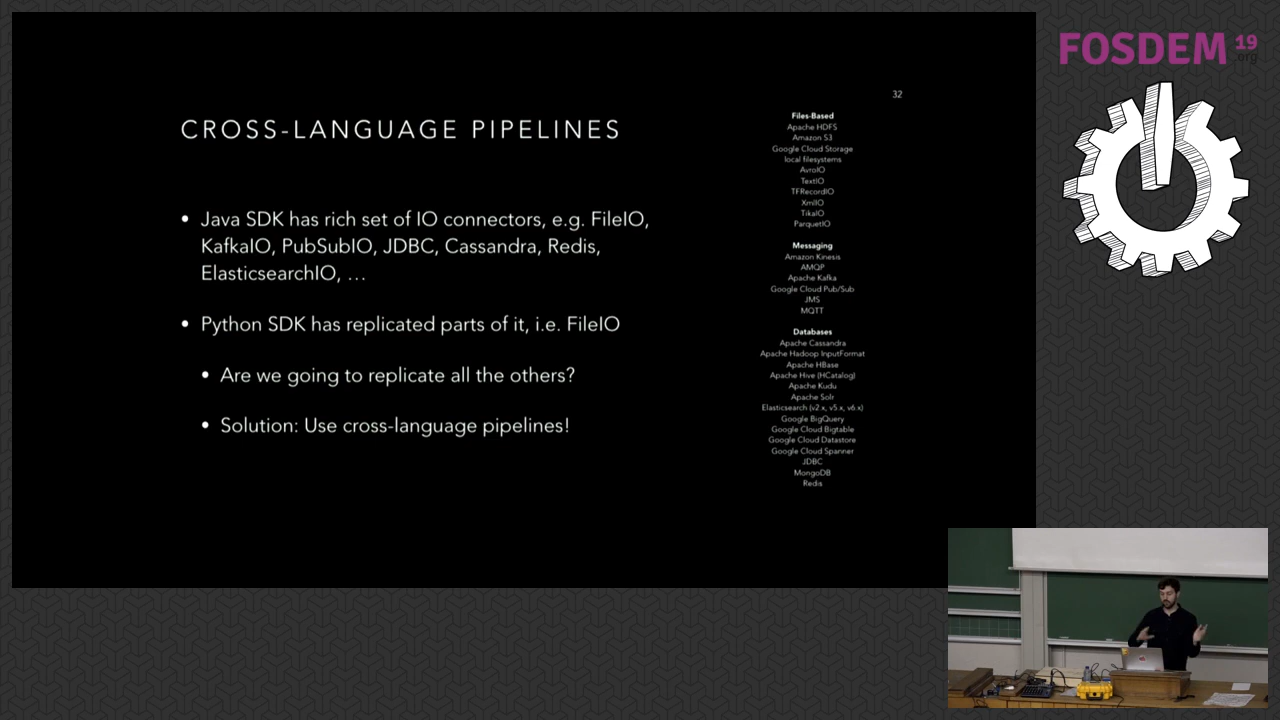 FOSDEM 19
.org
32
CROSS-LANGUAGE PIPELINES
• Java SDK has rich set of IO connectors, e.g. FileIO,
KafkaIO, PubSubIO, JDBC, Cassandra, Redis,
ElasticsearchIO, …
• Python SDK has replicated parts of it, i.e. FileIO
• Are we going to replicate all the others?
• Solution: Use cross-language pipelines!
Files-Based
Apache HDFS
Amazon S3
Google Cloud Storage
local filesystems
AvroIO
TextIO
TFRecordIO
XmlIO
TikaIO
ParquetIO
Messaging
Amazon Kinesis
AMQP
Apache Kafka
Google Cloud Pub/Sub
JMS
MQTT
Databases
Apache Cassandra
Apache Hadoop InputFormat
Apache HBase
Apache Hive (HCatalog)
Apache Kudu
Apache Solr
Elasticsearch (v2.x, v5.x, v6.x)
Google BigQuery
Google Cloud Bigtable
Google Cloud Datastore
Google Cloud Spanner
JDBC
MongoDB
Redis